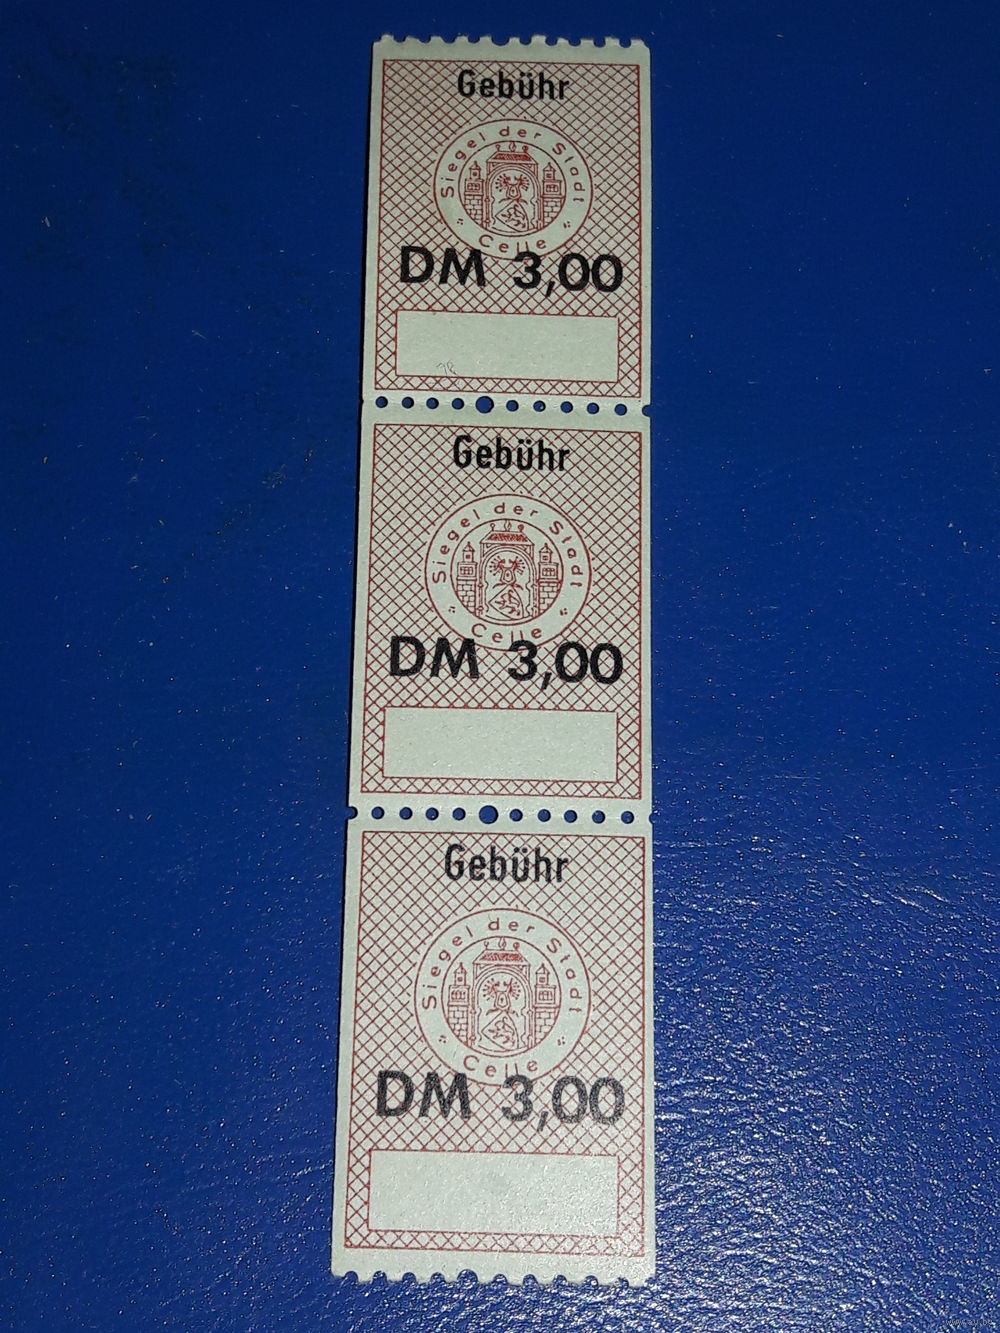 Gebühr
Siegel der Stadt
Celle
DM 3,00
Gebühr
Siegel der Stadt
Celle
DM 3,00
Gebühr
Siegel der Stadt
Celle
DM 3,00